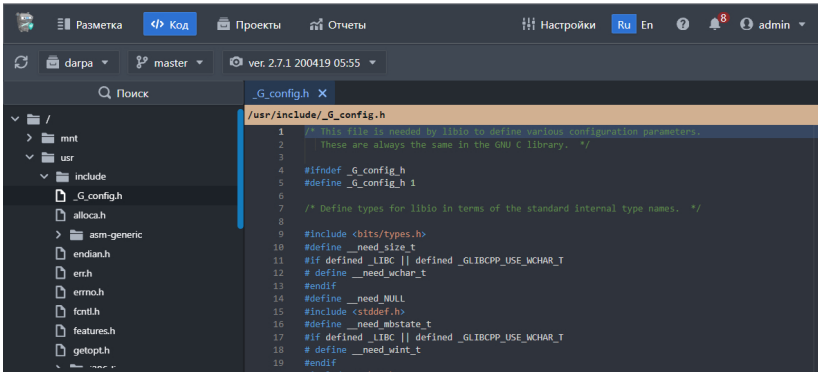 Разметка
</> Код
Проекты
Отчеты
Настройки
Ru En
8
admin
darpa
master
ver. 2.7.1 200419 05:55
Поиск
/
mnt
usr
include
_G_config.h
alloca.h
asm-generic
endian.h
err.h
errno.h
fcntl.h
features.h
getopt.h
_G_config.h X
/usr/include/_G_config.h
1 /* This file is needed by libio to define various configuration parameters.
2 These are always the same in the GNU C library. */
3
4 #ifndef _G_config_h
5 #define _G_config_h 1
6
7 /* Define types for libio in terms of the standard internal type names. */
8
9 #include <bits/types.h>
10 #define __need_size_t
11 #if defined _LIBC || defined _GLIBCPP_USE_WCHAR_T
12 # define __need_wchar_t
13 #endif
14 #define __need_NULL
15 #include <stddef.h>
16 #define __need_mbstate_t
17 #if defined _LIBC || defined _GLIBCPP_USE_WCHAR_T
18 # define __need_wint_t
19 #endif